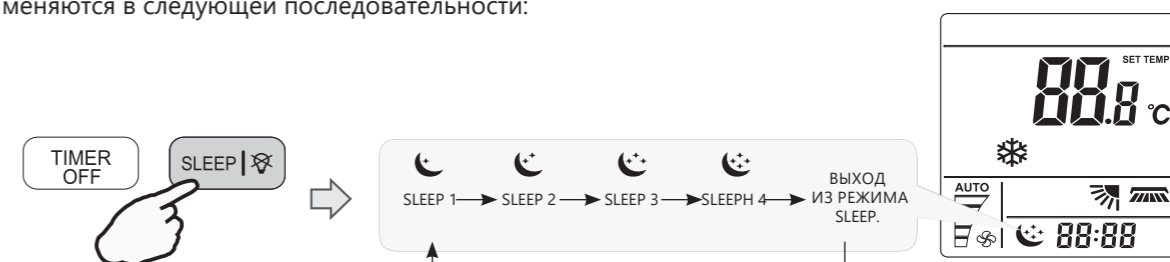 меняются в следующей последовательности:
SET TEMP
88.8 °C
TIMER
OFF
SLEEP
SLEEP 1
SLEEP 2
SLEEP 3
SLEEPH 4
ВЫХОД
ИЗ РЕЖИМА
SLEEP.
AUTO
88:88